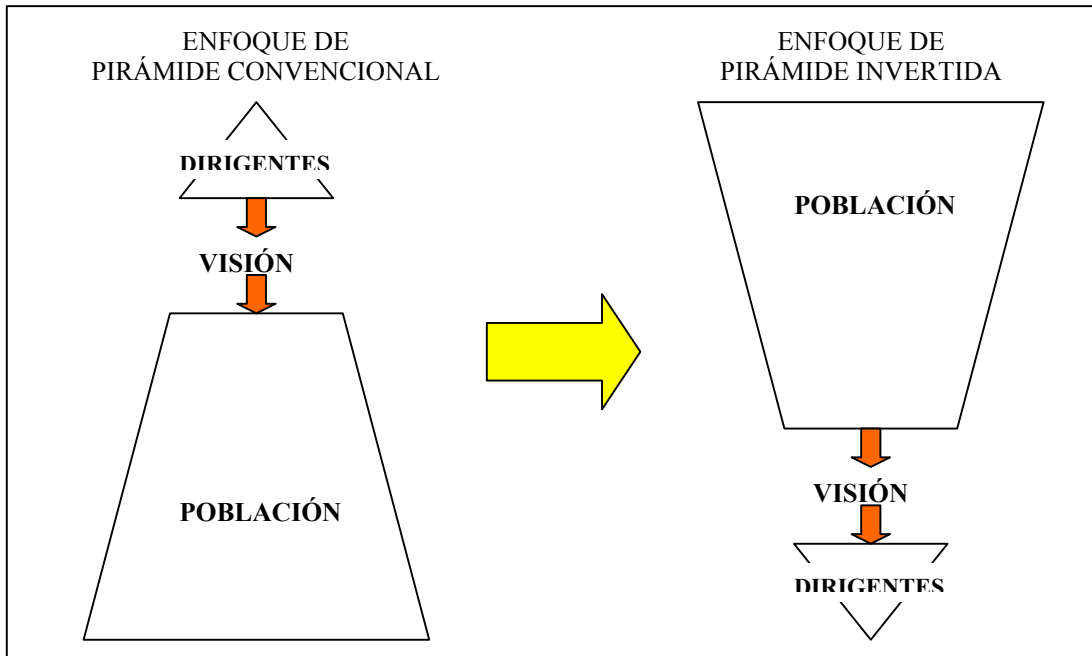 ENFOQUE DE
PIRÁMIDE CONVENCIONAL
DIRIGENTES
VISIÓN
POBLACIÓN
ENFOQUE DE
PIRÁMIDE INVERTIDA
POBLACIÓN
VISIÓN
DIRIGENTES